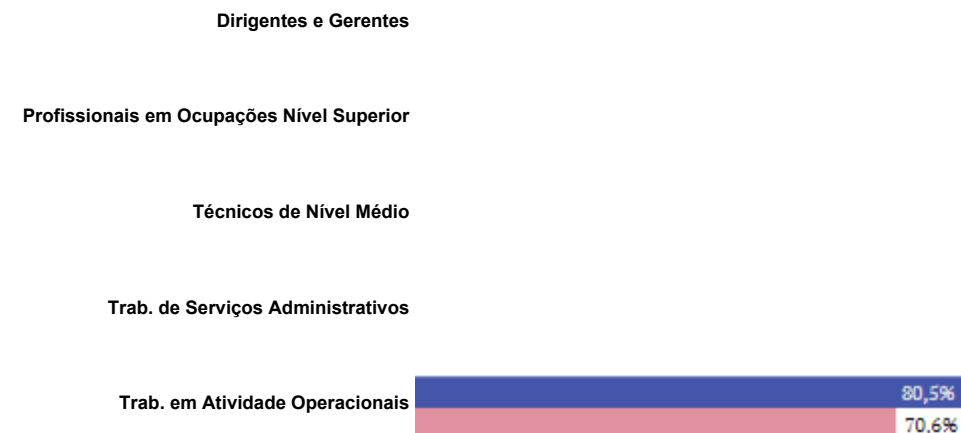 Dirigentes e Gerentes
Profissionais em Ocupações Nível Superior
Técnicos de Nível Médio
Trab. de Serviços Administrativos
Trab. em Atividade Operacionais
80,5%
70,6%